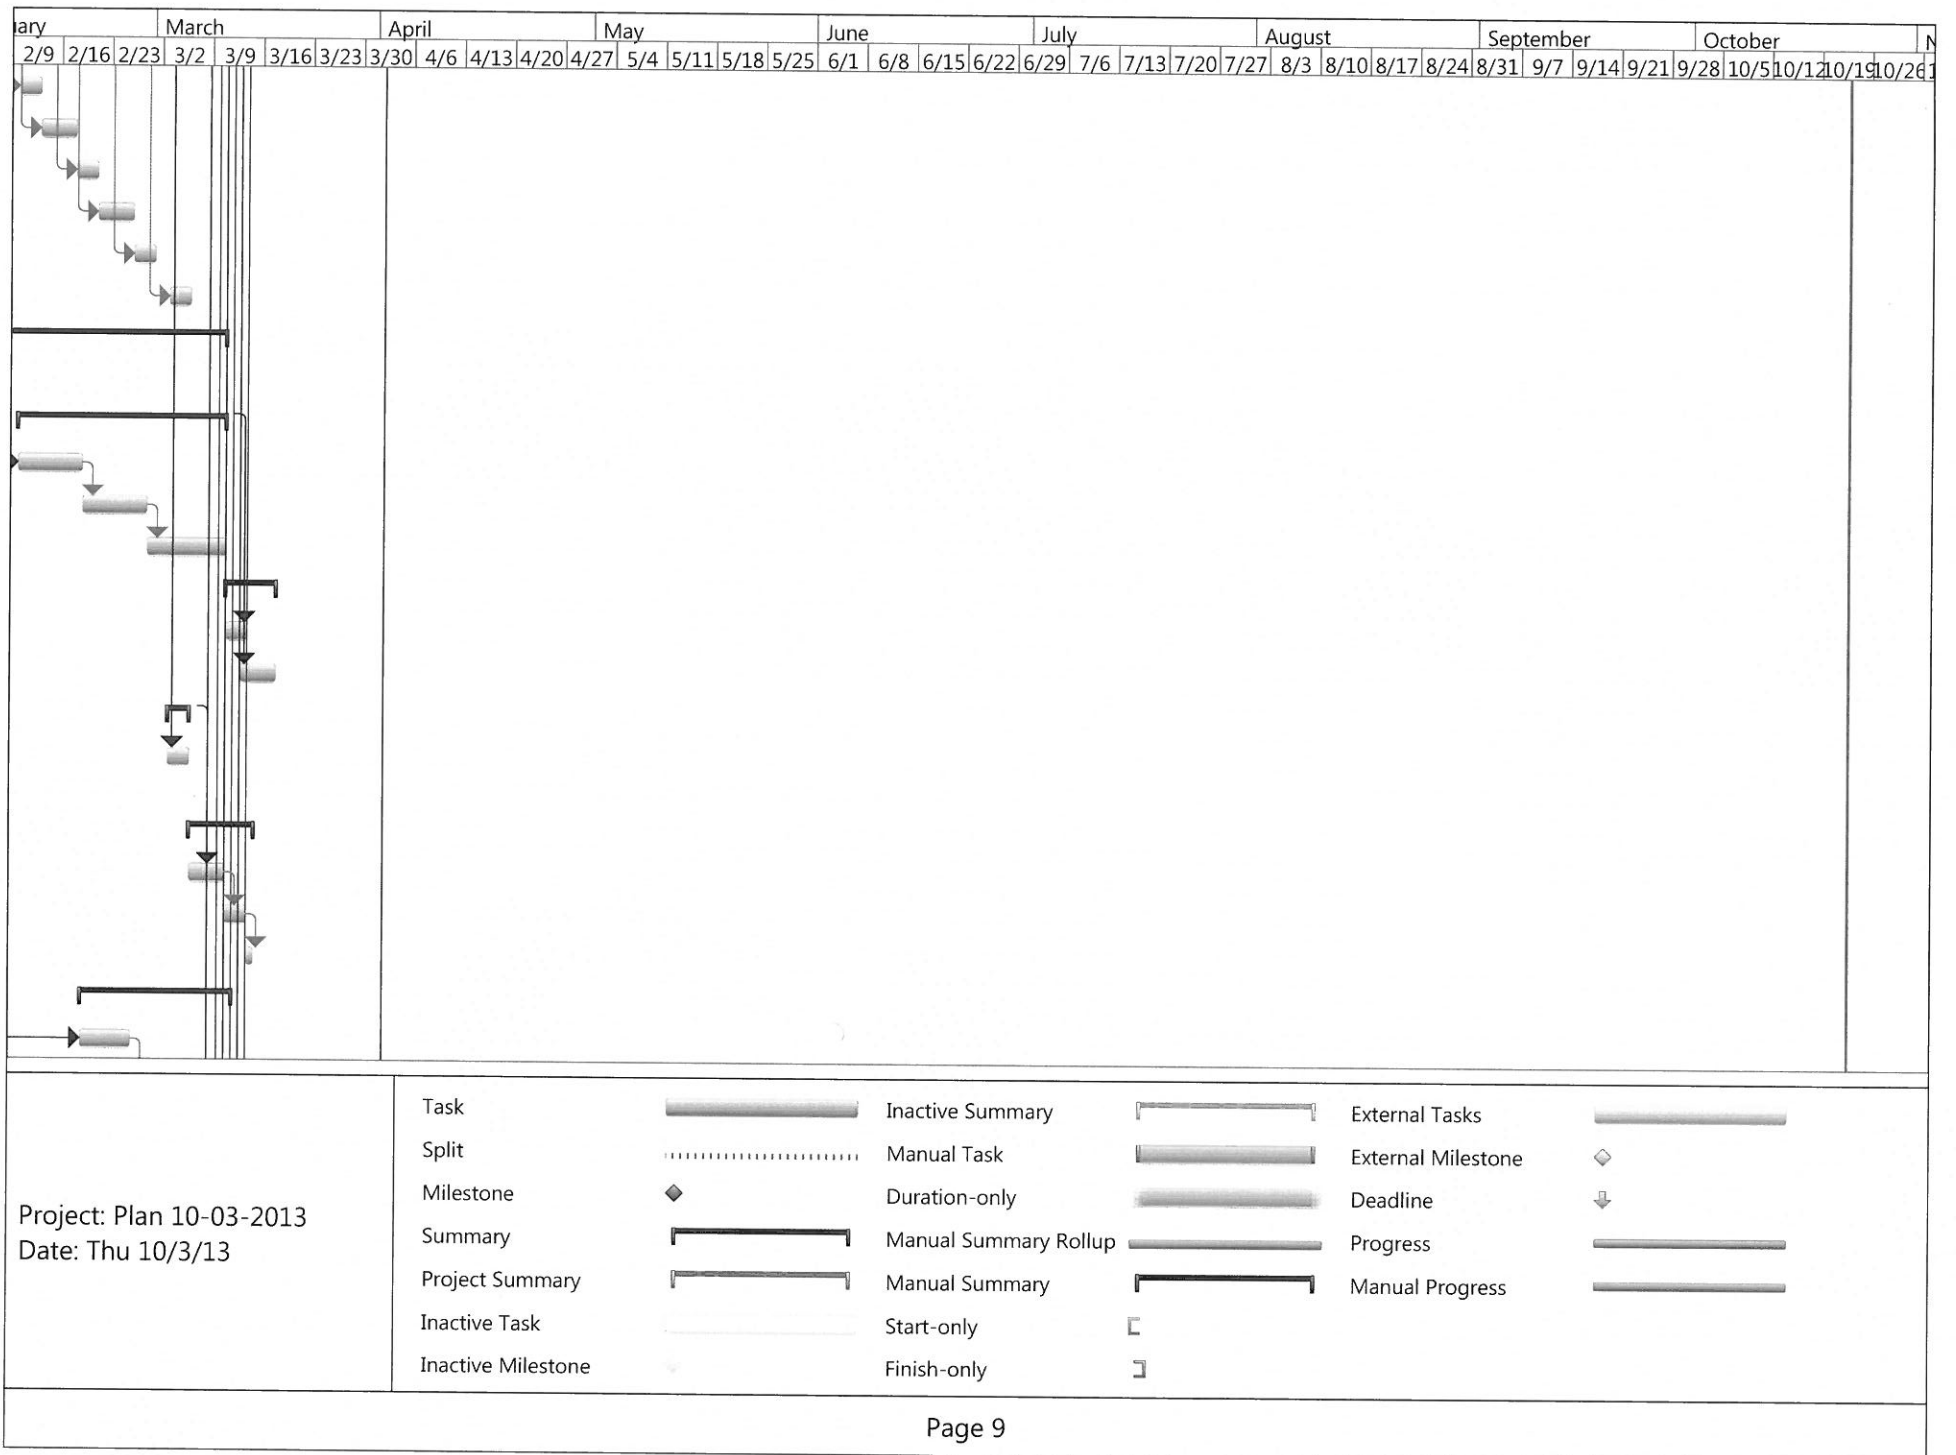 uary March April May June July August September October N
2/9 2/16 2/23 3/2 3/9 3/16 3/23 3/30 4/6 4/13 4/20 4/27 5/4 5/11 5/18 5/25 6/1 6/8 6/15 6/22 6/29 7/6 7/13 7/20 7/27 8/3 8/10 8/17 8/24 8/31 9/7 9/14 9/21 9/28 10/5 10/12 10/19 10/26 1
Project: Plan 10-03-2013
Date: Thu 10/3/13
Task
Split
Milestone
Summary
Project Summary
Inactive Task
Inactive Milestone
Inactive Summary
Manual Task
Duration-only
Manual Summary Rollup
Manual Summary
Start-only
Finish-only
External Tasks
External Milestone
Deadline
Progress
Manual Progress
Page 9